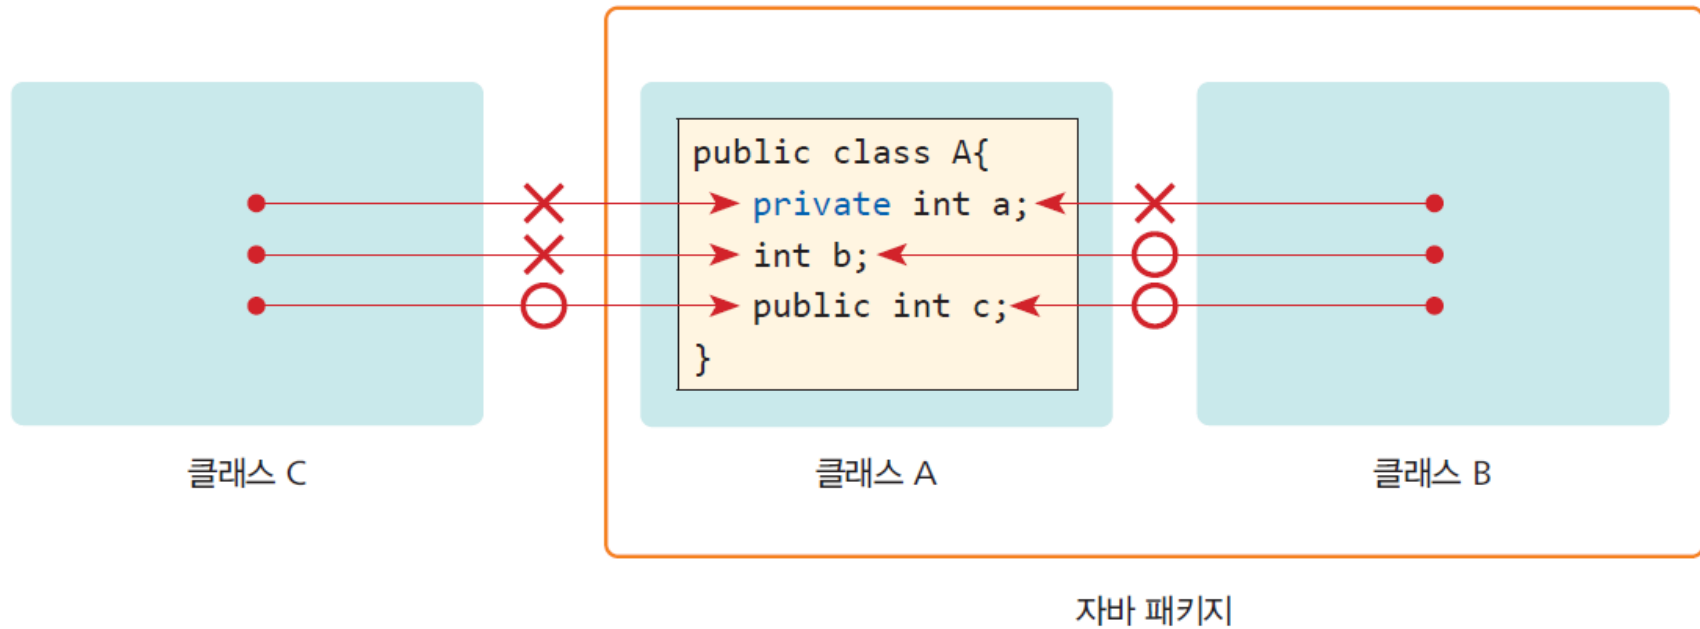 public class A{
private int a;
int b;
public int c;
}
클래스 C
클래스 A
클래스 B
자바 패키지